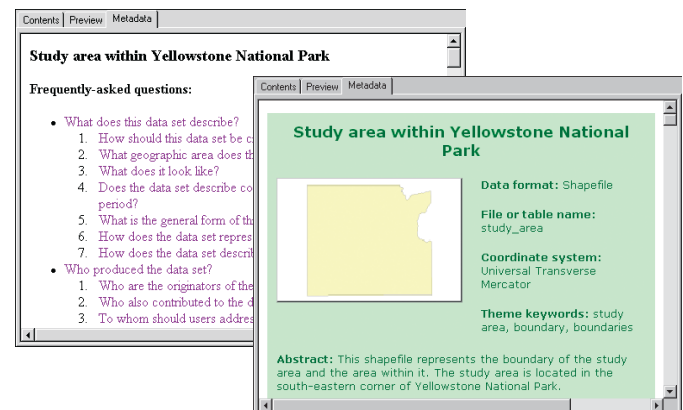 Contents Preview Metadata
Study area within Yellowstone National Park
Frequently-asked questions:
• What does this data set describe?
1. How should this data set be
2. What geographic area does
3. What does it look like?
4. Does the data set describe
period?
5. What is the general form of
6. How does the data set
7. How does the data set
• Who produced the data set?
1. Who are the originators of the
2. Who also contributed to the
3. To whom should users
Contents Preview Metadata
Study area within Yellowstone National
Park
Data format: Shapefile
File or table name:
study_area
Coordinate system:
Universal Transverse
Mercator
Theme keywords: study
area, boundary, boundaries
Abstract: This shapefile represents the boundary of the study
area and the area within it. The study area is located in the
south-eastern corner of Yellowstone National Park.